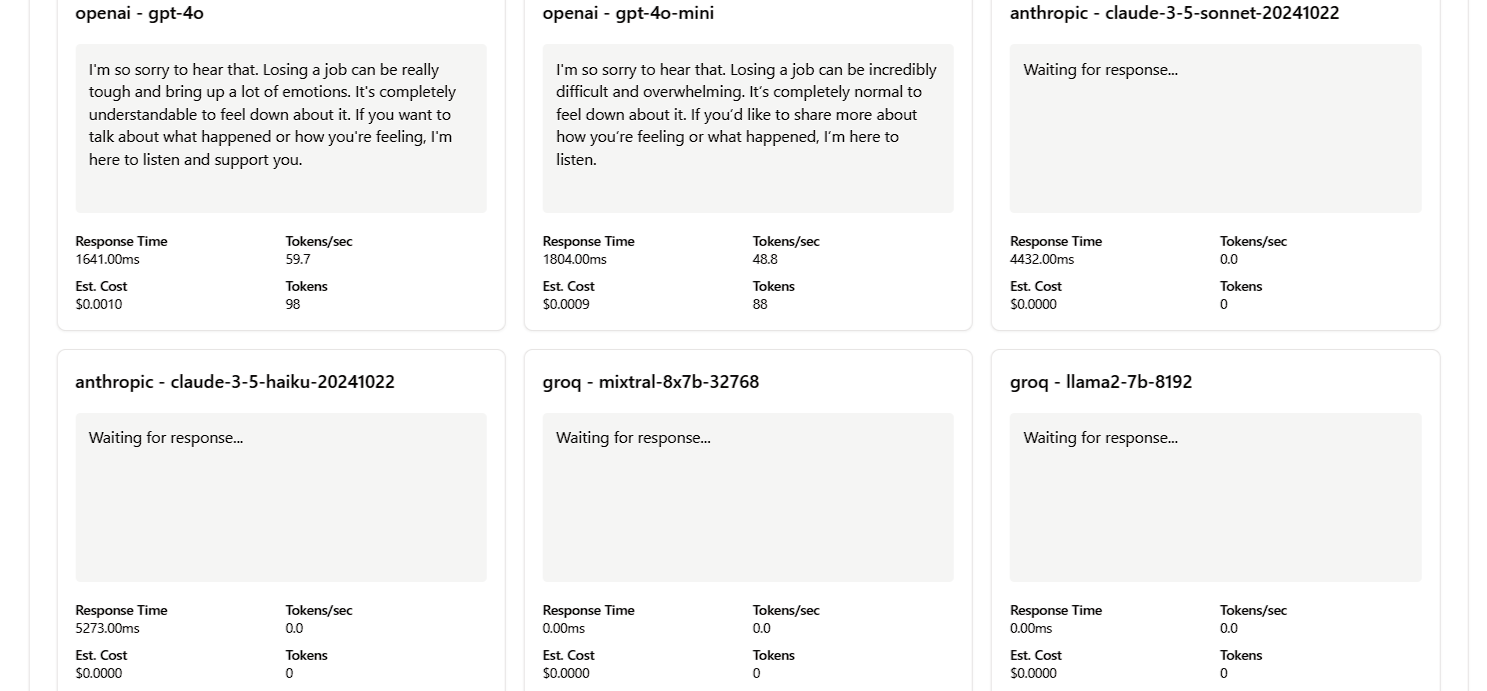 openai - gpt-4o
I'm so sorry to hear that. Losing a job can be really
tough and bring up a lot of emotions. It's completely
understandable to feel down about it. If you want to
talk about what happened or how you're feeling, I'm
here to listen and support you.
Response Time
Tokens/sec
1641.00ms
59.7
Est. Cost
Tokens
$0.0010
98
openai - gpt-4o-mini
I'm so sorry to hear that. Losing a job can be incredibly
difficult and overwhelming. It’s completely normal to
feel down about it. If you’d like to share more about
how you’re feeling or what happened, I’m here to
listen.
Response Time
Tokens/sec
1804.00ms
48.8
Est. Cost
Tokens
$0.0009
88
anthropic - claude-3-5-sonnet-20241022
Waiting for response...
Response Time
Tokens/sec
4432.00ms
0.0
Est. Cost
Tokens
$0.0000
0
anthropic - claude-3-5-haiku-20241022
Waiting for response...
Response Time
Tokens/sec
5273.00ms
0.0
Est. Cost
Tokens
$0.0000
0
groq - mixtral-8x7b-32768
Waiting for response...
Response Time
Tokens/sec
0.00ms
0.0
Est. Cost
Tokens
$0.0000
0
groq - llama2-7b-8192
Waiting for response...
Response Time
Tokens/sec
0.00ms
0.0
Est. Cost
Tokens
$0.0000
0